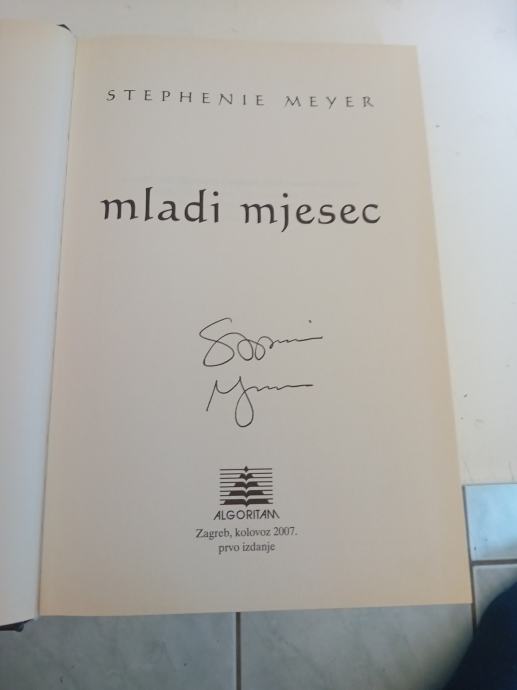 STEPHENIE MEYER
mladi mjesec
ALGORITAM
Zagreb, kolovoz 2007.
prvo izdanje